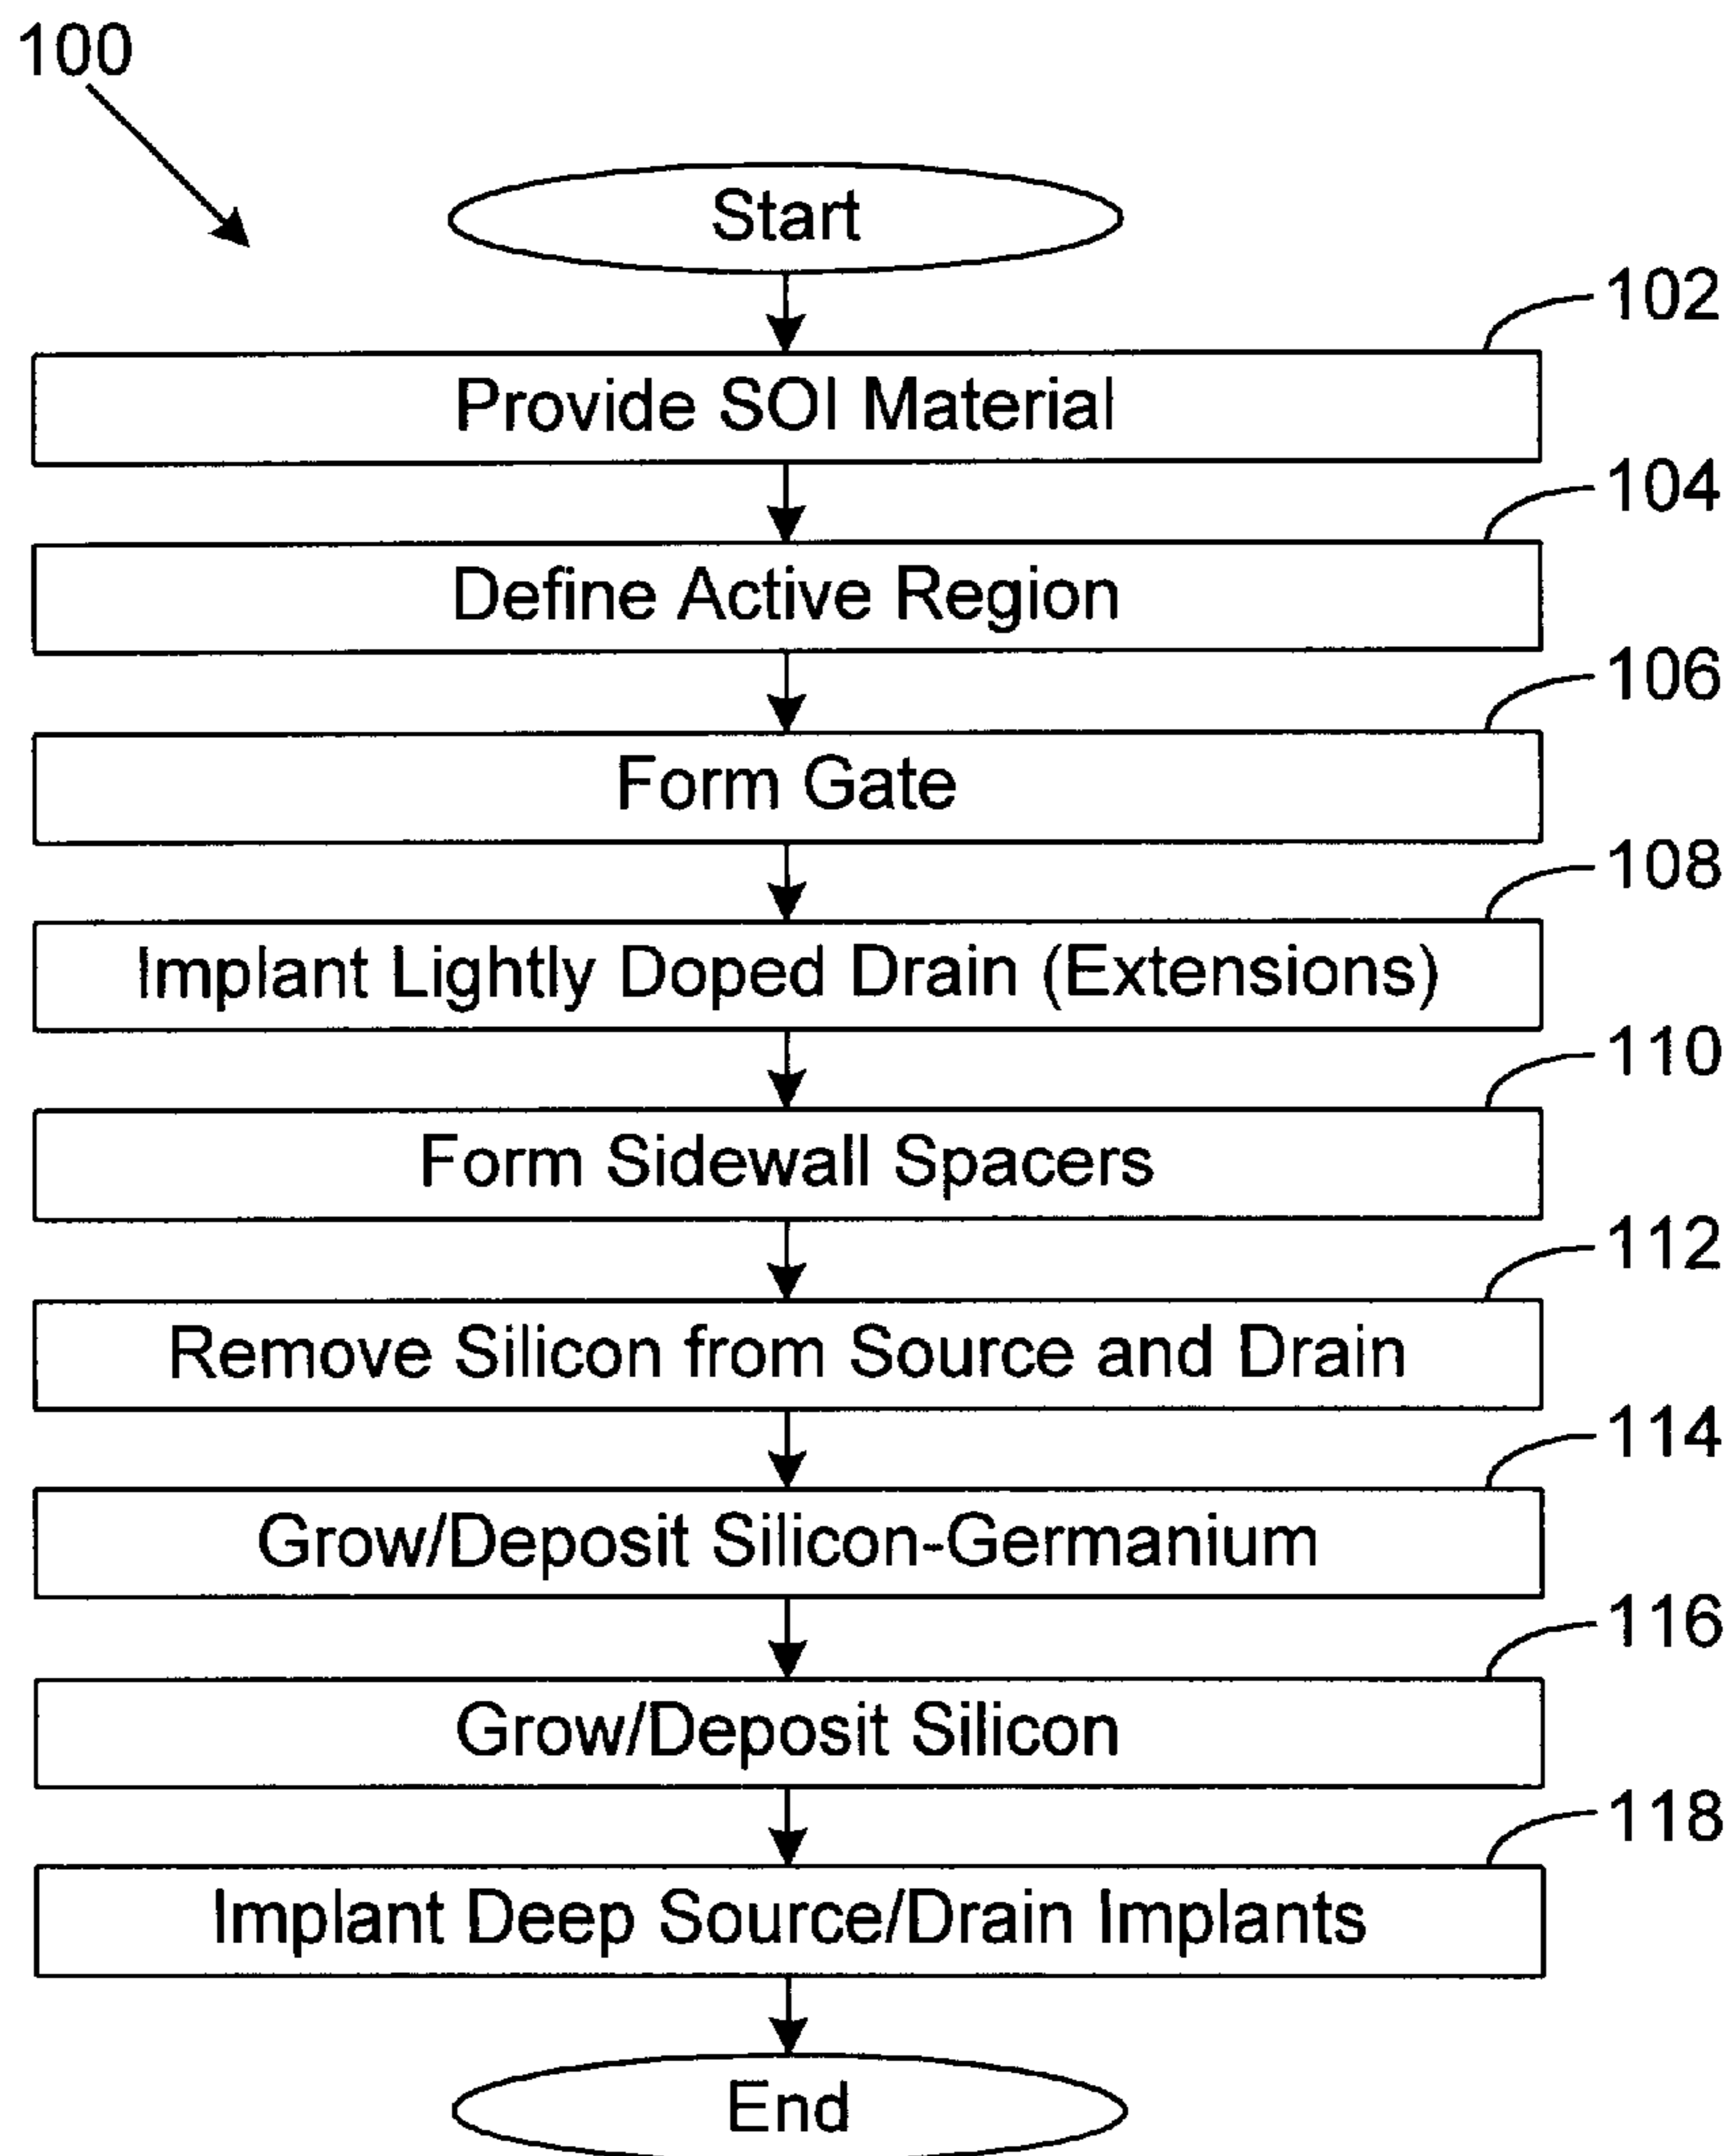 100
Start
102
Provide SOI Material
104
Define Active Region
106
Form Gate
108
Implant Lightly Doped Drain (Extensions)
110
Form Sidewall Spacers
112
Remove Silicon from Source and Drain
114
Grow/Deposit Silicon-Germanium
116
Grow/Deposit Silicon
118
Implant Deep Source/Drain Implants
End